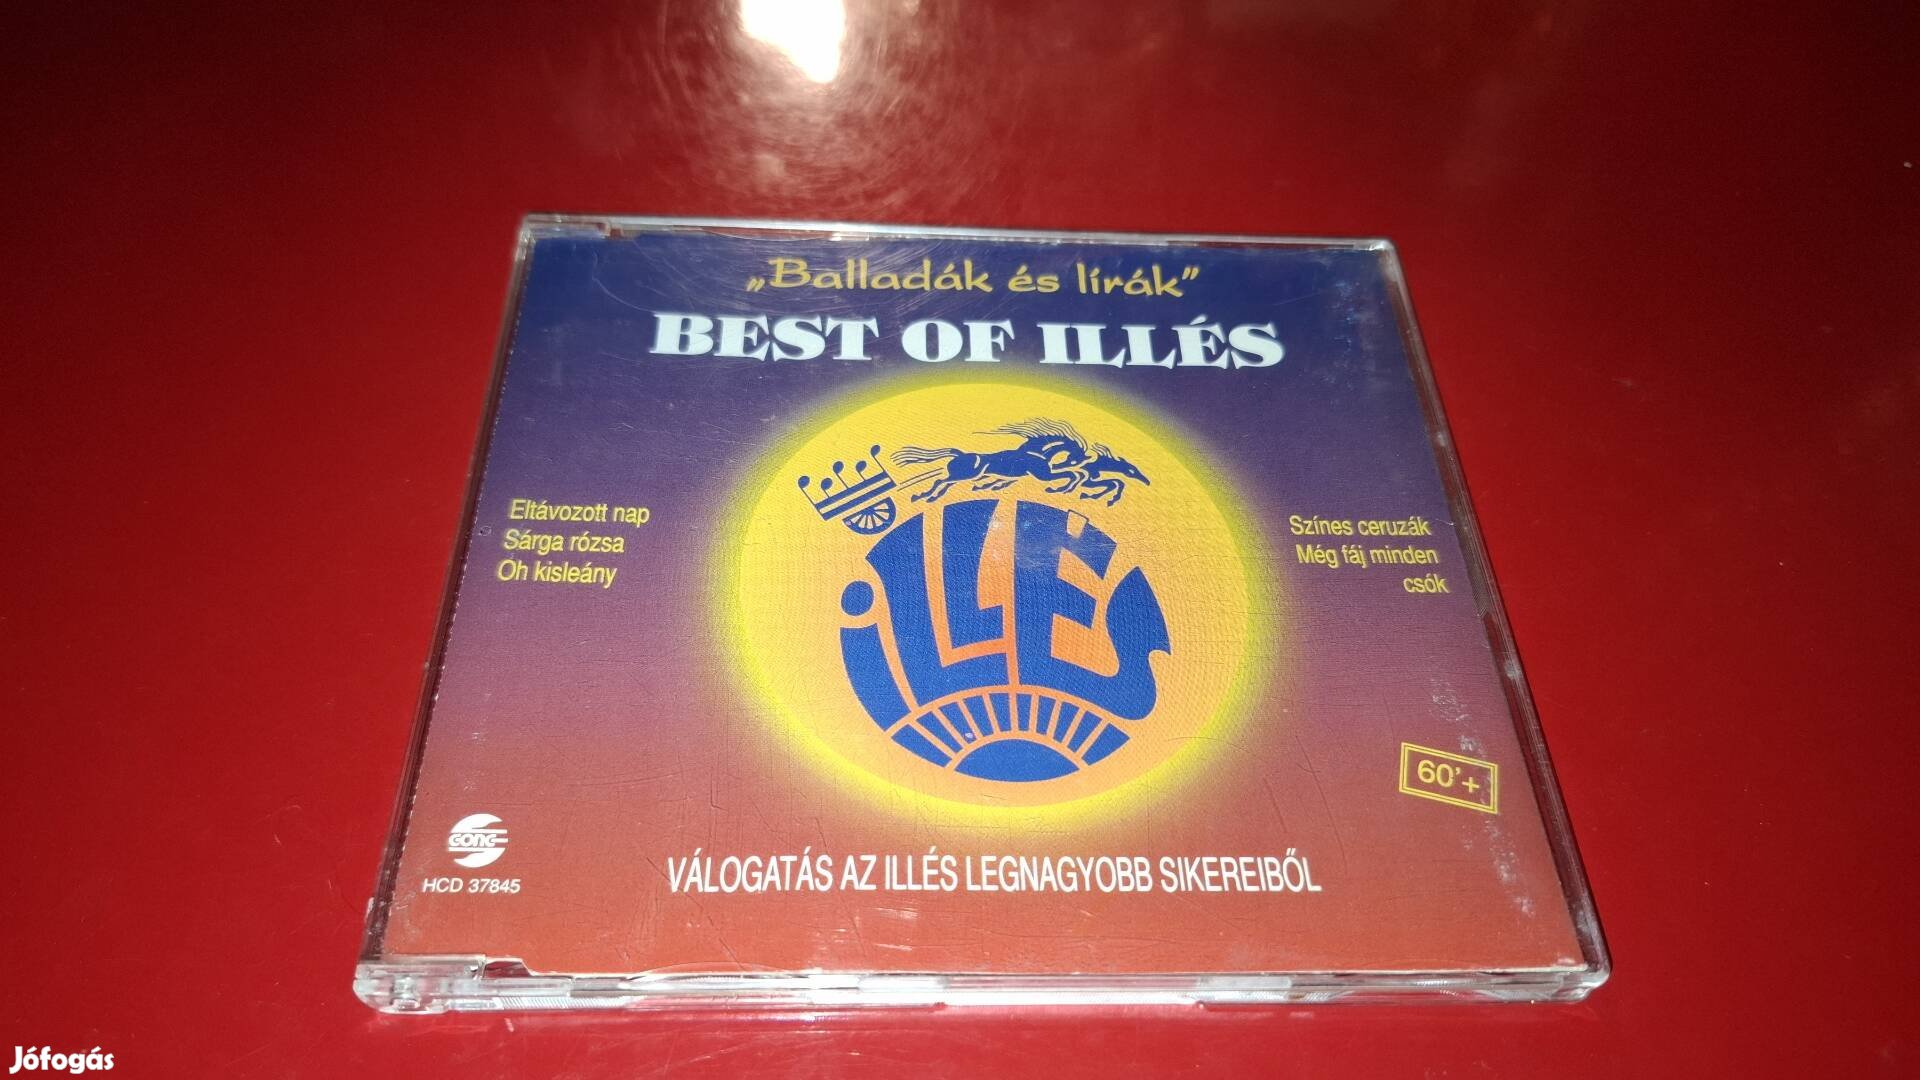 „Balladák és lírák”
BEST OF ILLÉS
Eltávozott nap
Sárga rózsa
Óh kisleány
Színes ceruzák
Még fáj minden
csók
iLLÉS
60'+
GONG
HCD 37845
VÁLOGATÁS AZ ILLÉS LEGNAGYOBB SIKEREIBŐL
Jófogás